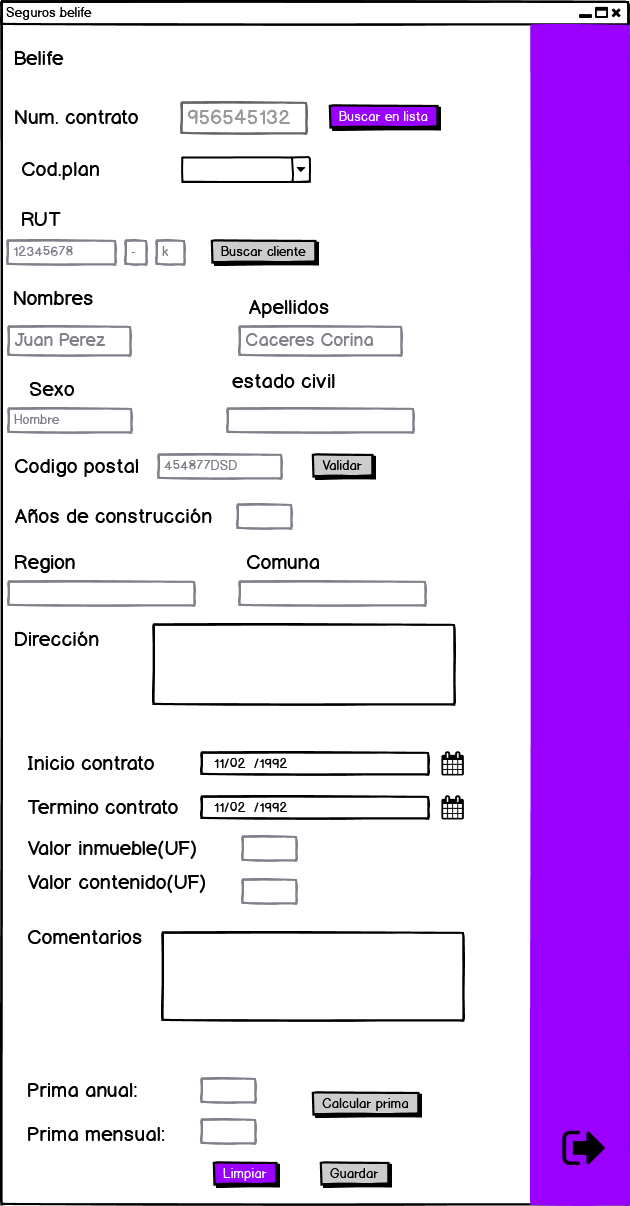 Seguros belife
Belife
Num. contrato 956545132 Buscar en lista
Cod.plan
RUT
12345678 - k Buscar cliente
Nombres Apellidos
Juan Perez Caceres Corina
Sexo estado civil
Hombre
Codigo postal 454877DSD Validar
Años de construcción
Region Comuna
Dirección
Inicio contrato 11/02 /1992
Termino contrato 11/02 /1992
Valor inmueble(UF)
Valor contenido(UF)
Comentarios
Prima anual:
Calcular prima
Prima mensual:
Limpiar Guardar